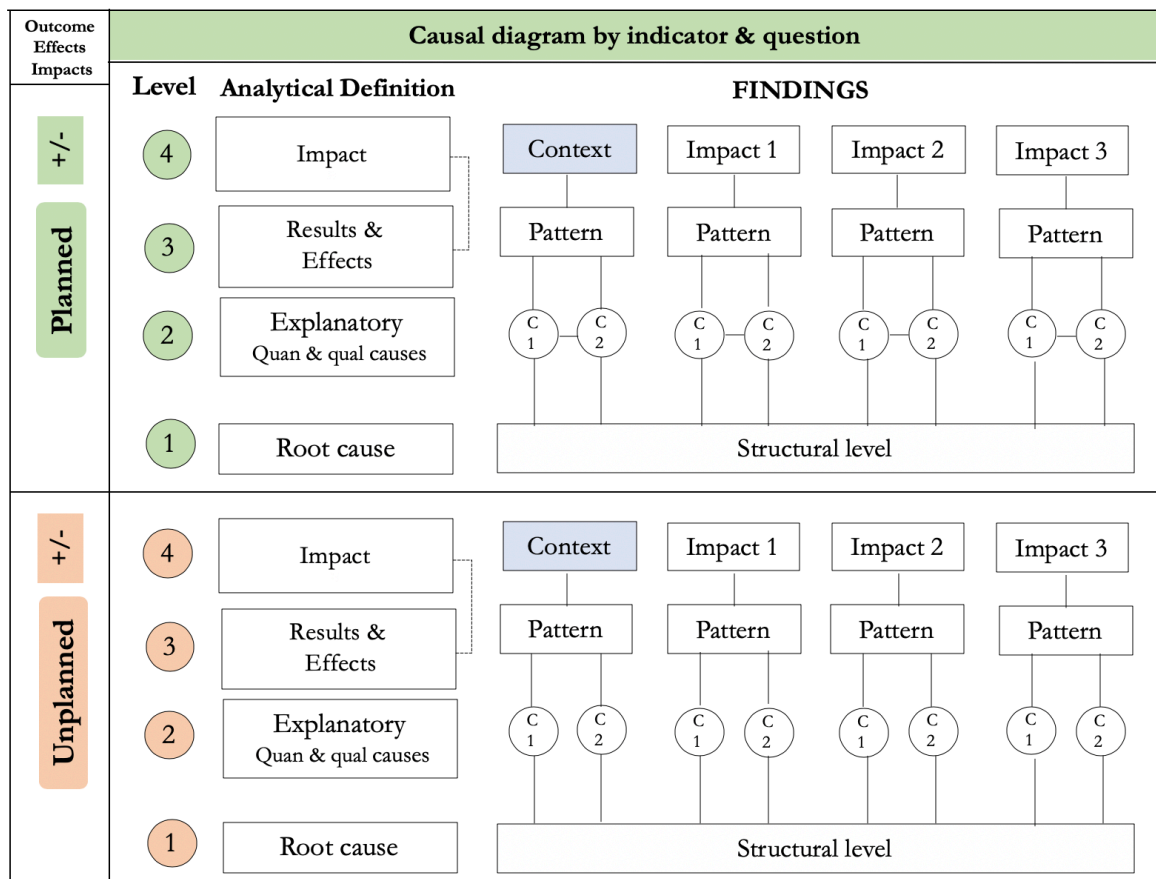 Outcome
Effects
Impacts
Causal diagram by indicator & question
Level
Analytical Definition
FINDINGS
+/-
Planned
4
Impact
Context
Impact 1
Impact 2
Impact 3
3
Results &
Effects
Pattern
Pattern
Pattern
Pattern
2
Explanatory
Quan & qual causes
C
1
C
2
C
1
C
2
C
1
C
2
C
1
C
2
1
Root cause
Structural level
+/-
Unplanned
4
Impact
Context
Impact 1
Impact 2
Impact 3
3
Results &
Effects
Pattern
Pattern
Pattern
Pattern
2
Explanatory
Quan & qual causes
C
1
C
2
C
1
C
2
C
1
C
2
C
1
C
2
1
Root cause
Structural level